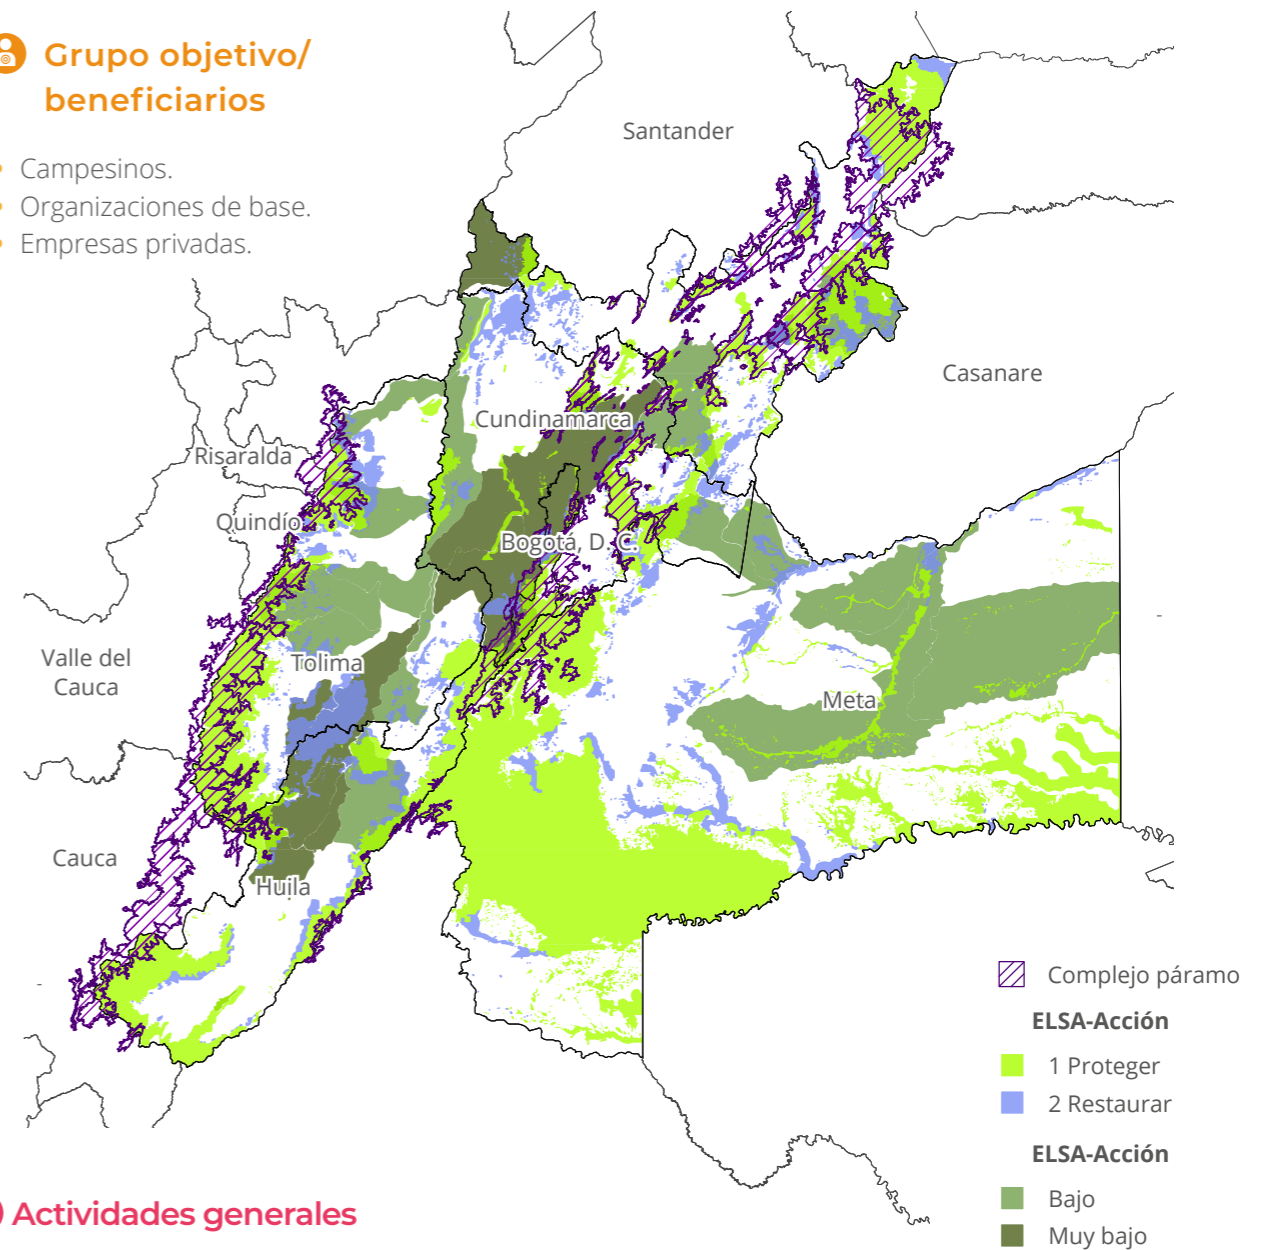 Grupo objetivo/
beneficiarios
Campesinos.
Organizaciones de base.
Empresas privadas.
Santander
Casanare
Cundinamarca
Risaralda
Quindío
Bogotá, D. C.
Valle del
Cauca
Tolima
Meta
Cauca
Huila
Complejo páramo
ELSA-Acción
1 Proteger
2 Restaurar
ELSA-Acción
Bajo
Muy bajo
Actividades generales